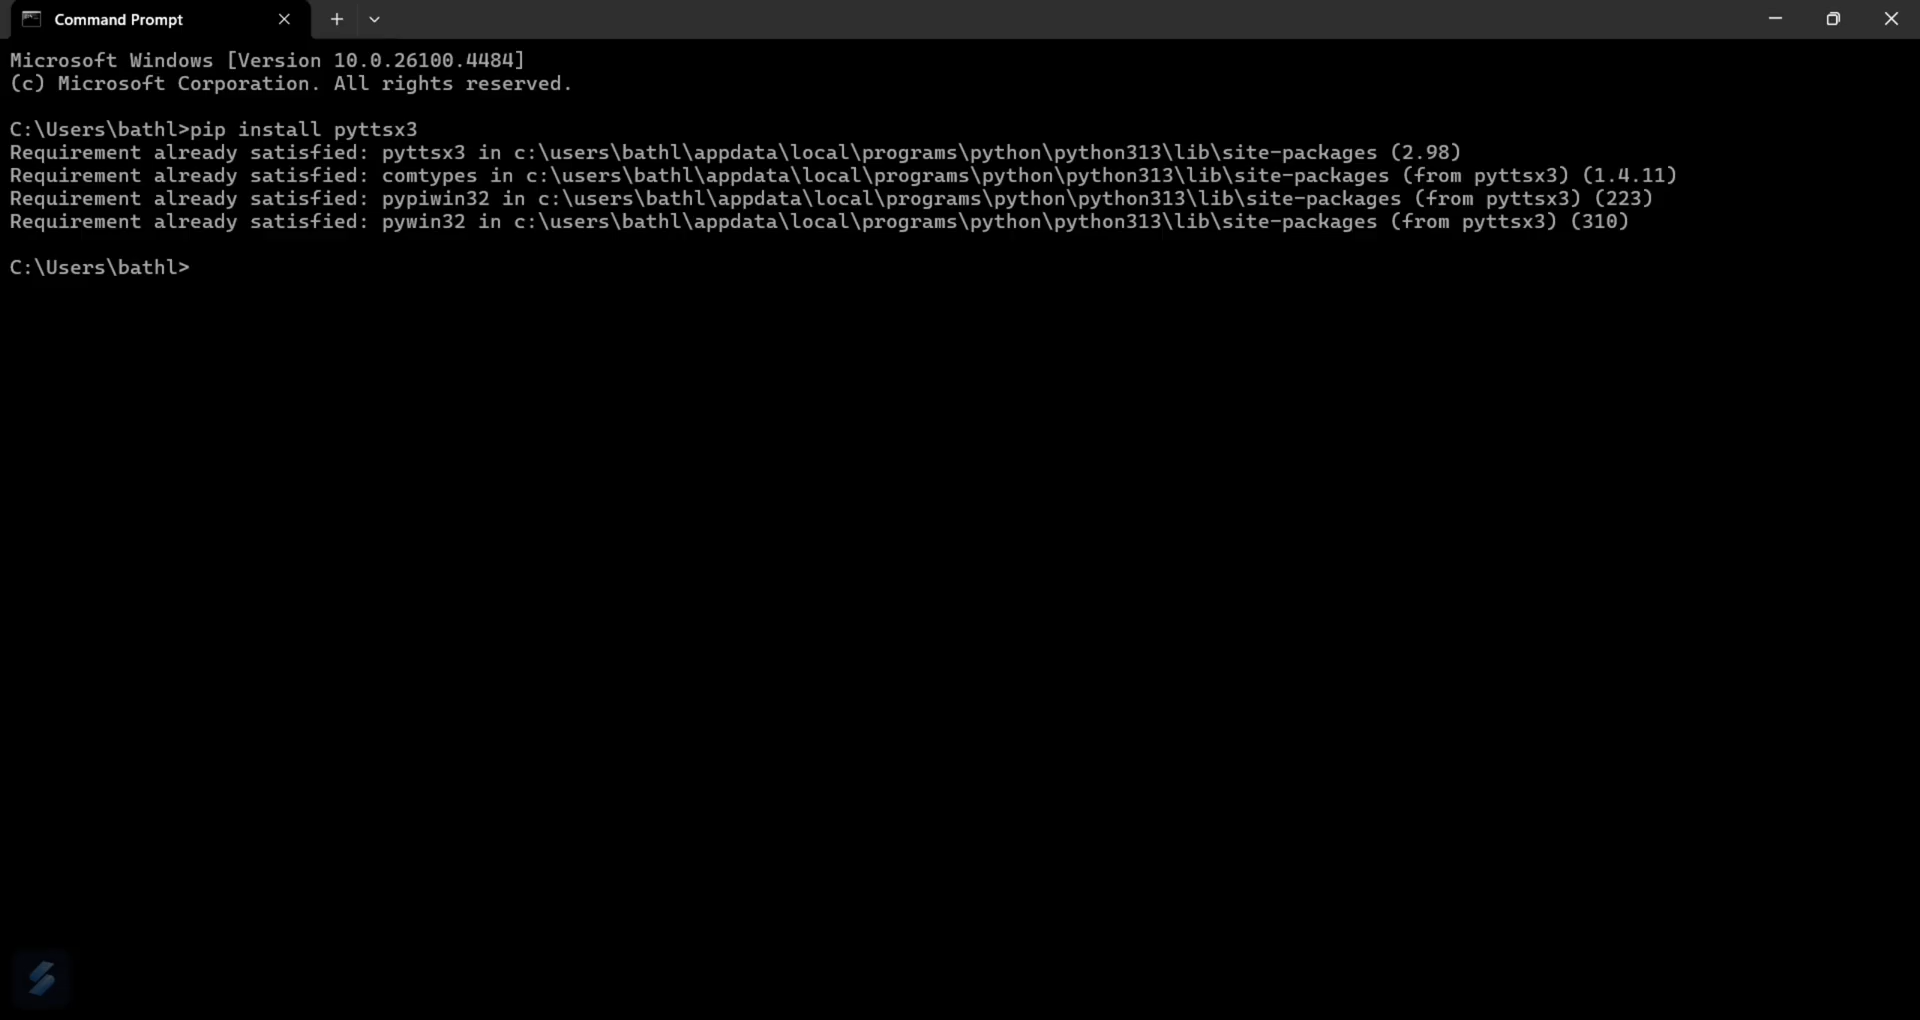 Command Prompt
Microsoft Windows [Version 10.0.26100.4484]
(c) Microsoft Corporation. All rights reserved.
C:\Users\bathl>pip install pyttsx3
Requirement already satisfied: pyttsx3 in c:\users\bathl\appdata\local\programs\python\python313\lib\site-packages (2.98)
Requirement already satisfied: comtypes in c:\users\bathl\appdata\local\programs\python\python313\lib\site-packages (from pyttsx3) (1.4.11)
Requirement already satisfied: pypiwin32 in c:\users\bathl\appdata\local\programs\python\python313\lib\site-packages (from pyttsx3) (223)
Requirement already satisfied: pywin32 in c:\users\bathl\appdata\local\programs\python\python313\lib\site-packages (from pyttsx3) (310)
C:\Users\bathl>